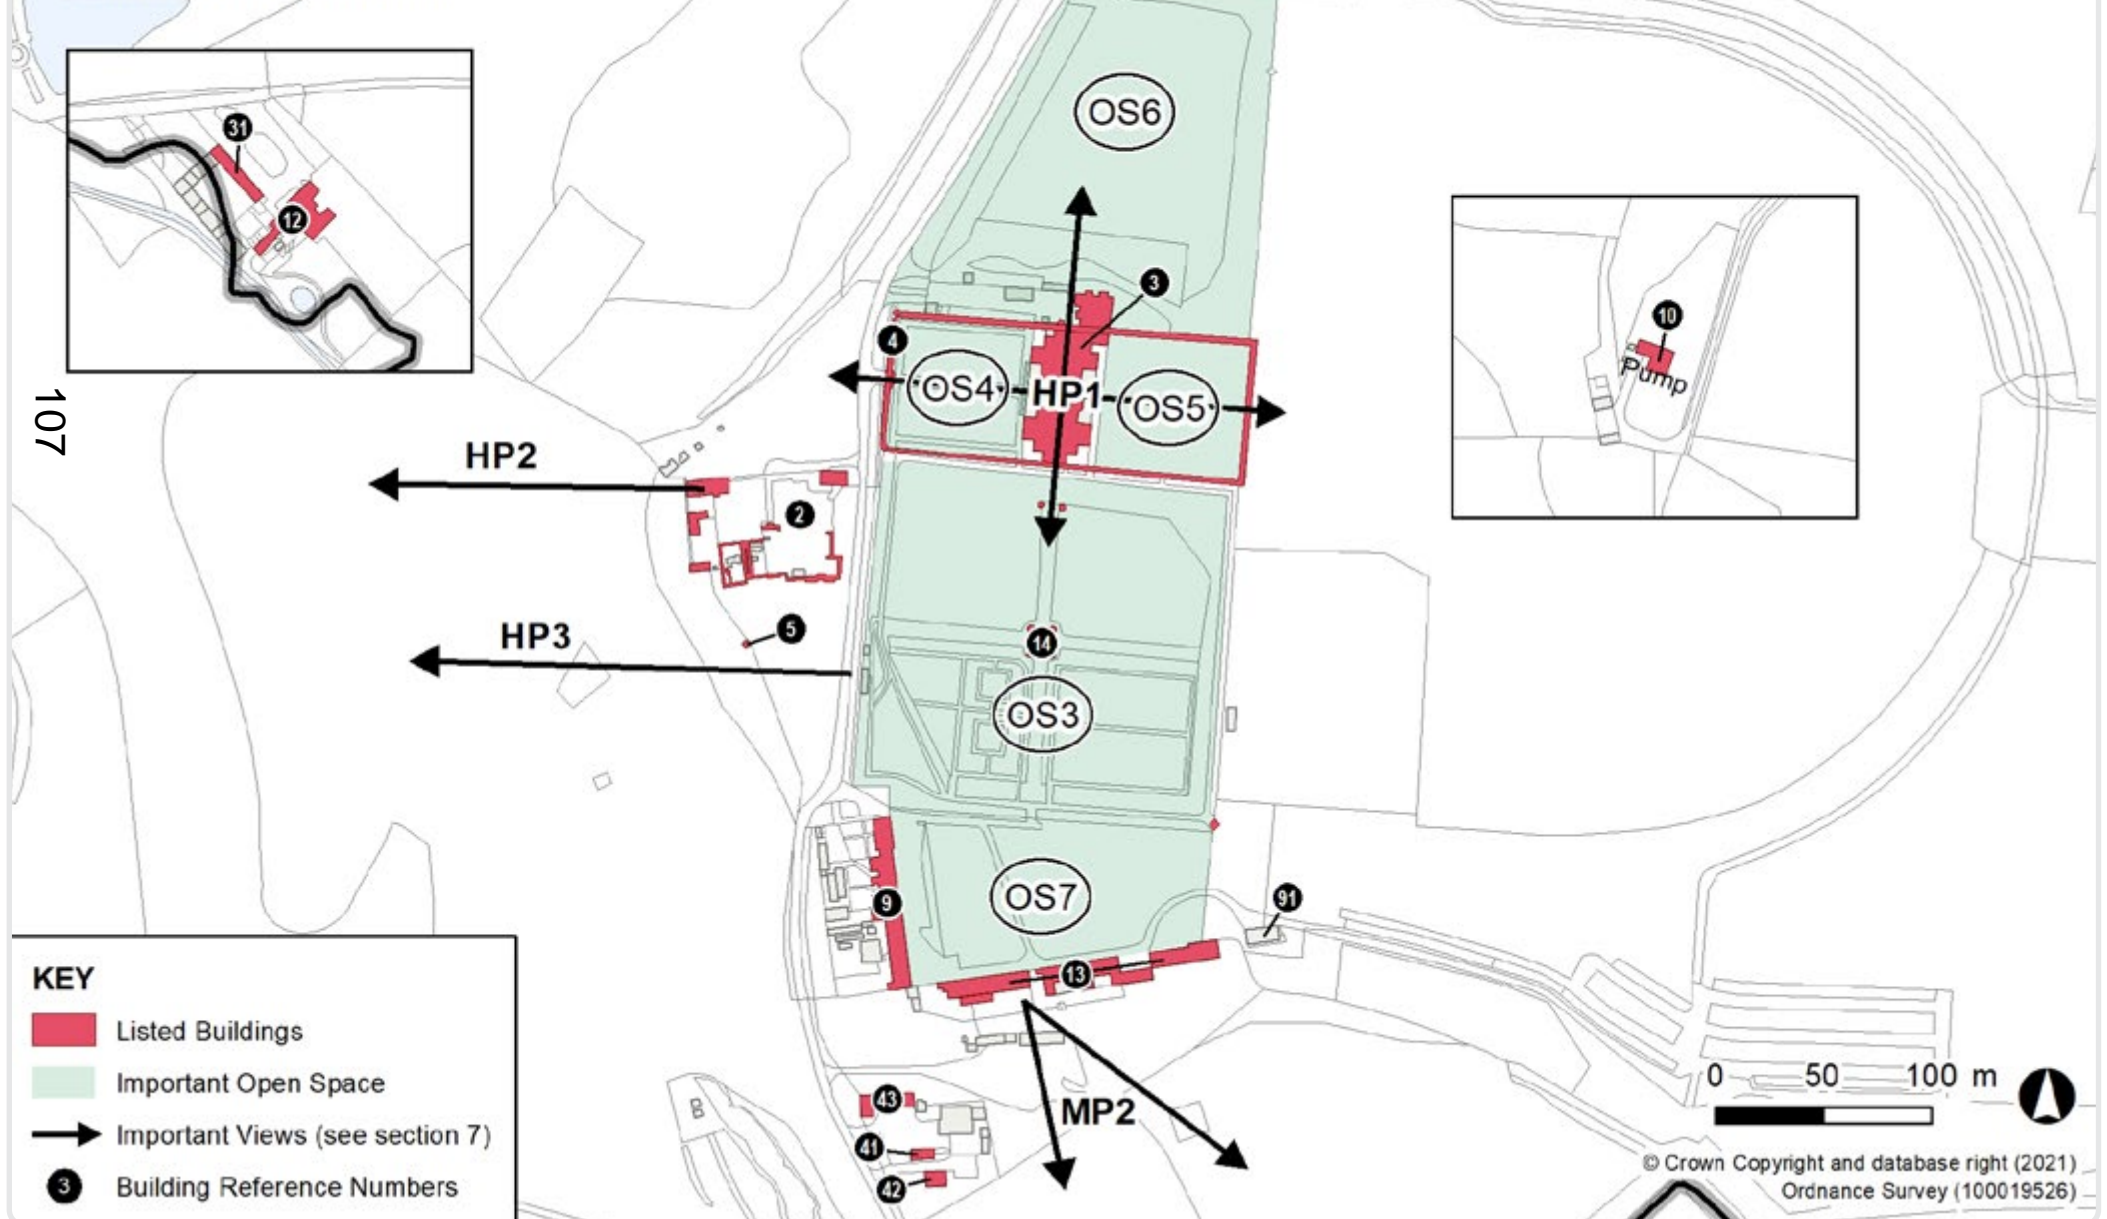 OS6
31
12
3
10
Pump
4
OS4
HP1
OS5
107
HP2
2
HP3
5
14
OS3
9
OS7
91
13
KEY
Listed Buildings
Important Open Space
Important Views (see section 7)
3 Building Reference Numbers
43
41
42
MP2
0 50 100 m
© Crown Copyright and database right (2021)
Ordnance Survey (100019526)